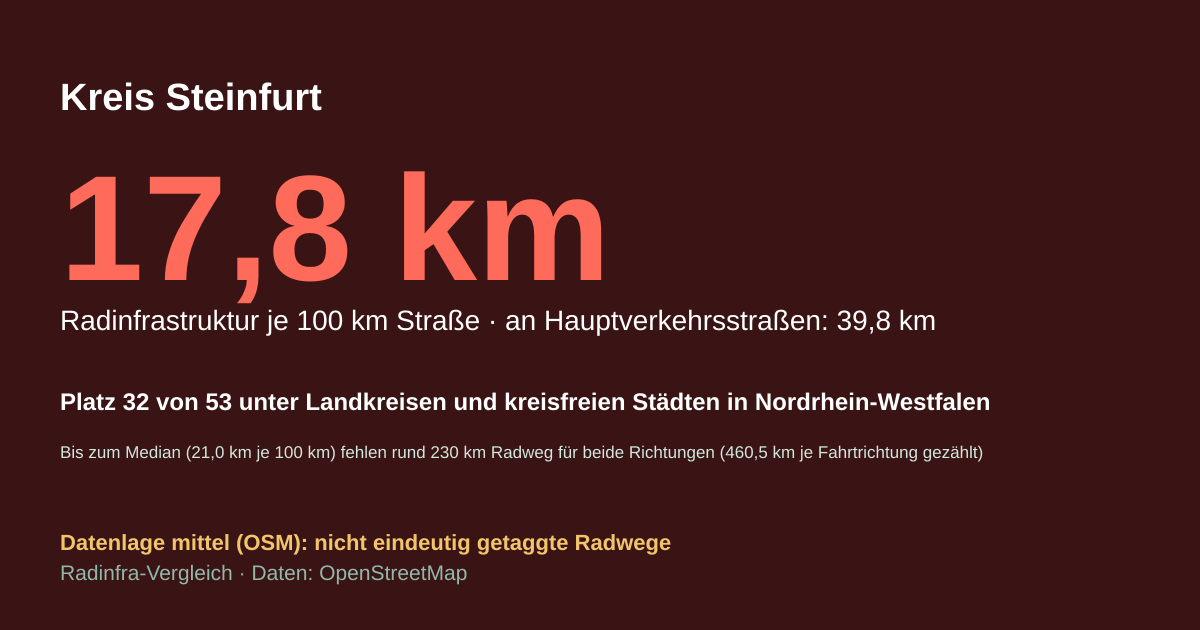 Kreis Steinfurt
17,8 km
Radinfrastruktur je 100 km Straße · an Hauptverkehrsstraßen: 39,8 km
Platz 32 von 53 unter Landkreisen und kreisfreien Städten in Nordrhein-Westfalen
Bis zum Median (21,0 km je 100 km) fehlen rund 230 km Radweg für beide Richtungen (460,5 km je Fahrtrichtung gezählt)
Datenlage mittel (OSM): nicht eindeutig getaggte Radwege
Radinfra-Vergleich · Daten: OpenStreetMap